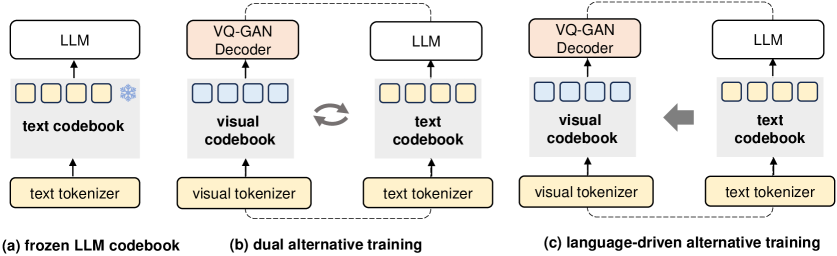 LLM
text codebook
text tokenizer
(a) frozen LLM codebook
VQ-GAN
Decoder
visual
codebook
visual tokenizer
LLM
text
codebook
text tokenizer
(b) dual alternative training
VQ-GAN
Decoder
visual
codebook
visual tokenizer
LLM
text
codebook
text tokenizer
(c) language-driven alternative training